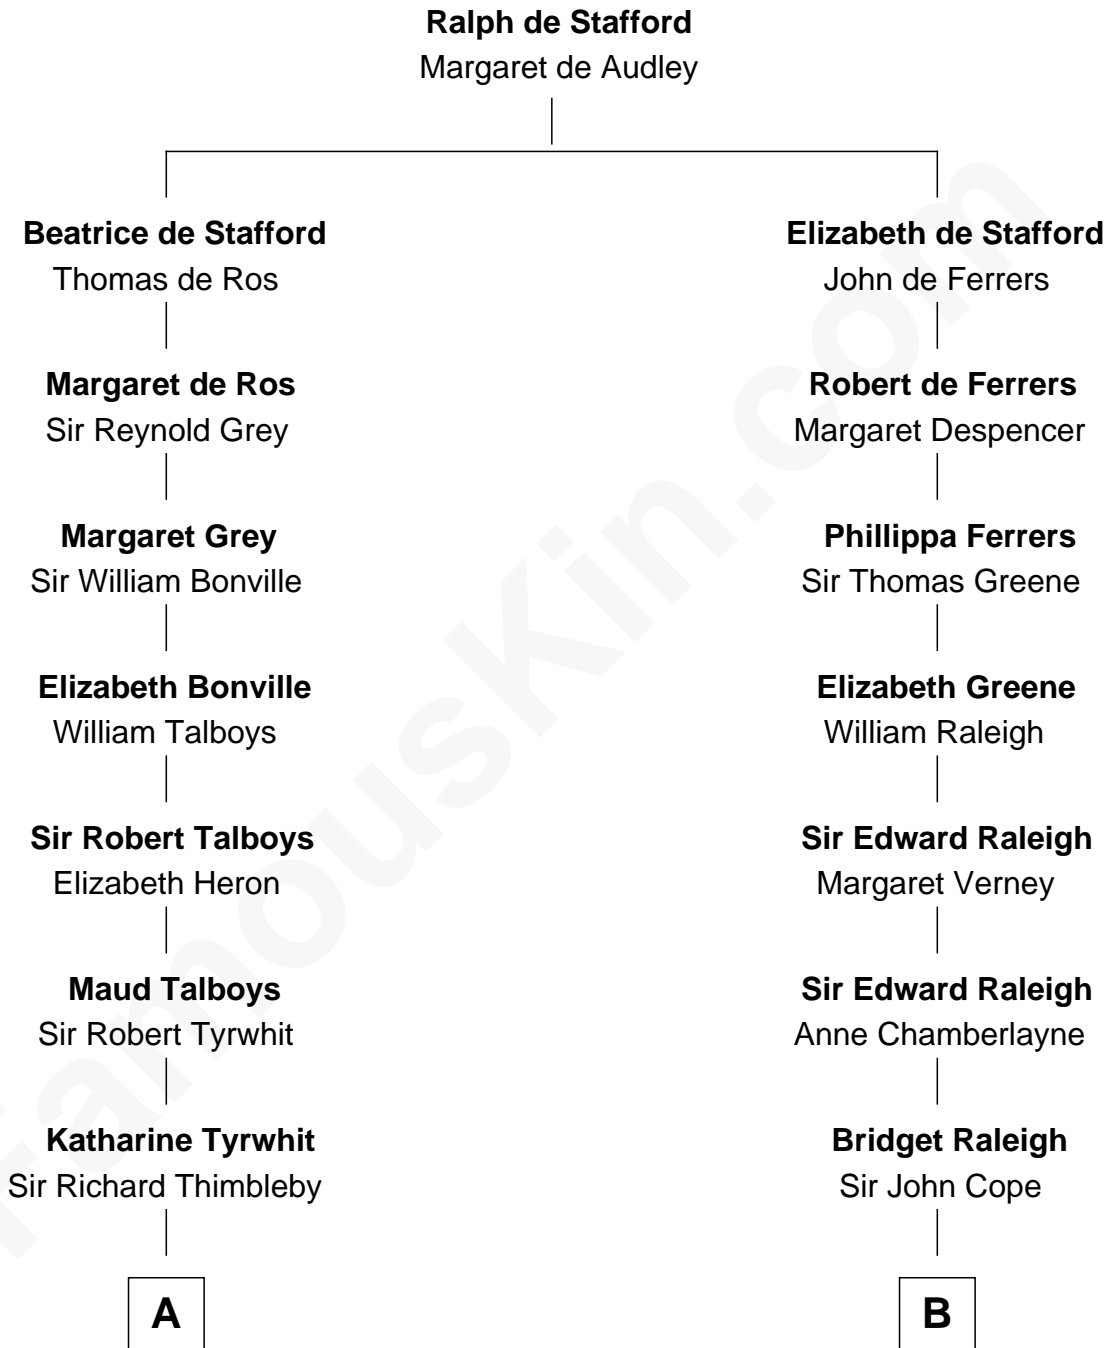 Ralph de Stafford
Margaret de Audley
Beatrice de Stafford
Thomas de Ros
Margaret de Ros
Sir Reynold Grey
Margaret Grey
Sir William Bonville
Elizabeth Bonville
William Talboys
Sir Robert Talboys
Elizabeth Heron
Maud Talboys
Sir Robert Tyrwhit
Katharine Tyrwhit
Sir Richard Thimbleby
A
Elizabeth de Stafford
John de Ferrers
Robert de Ferrers
Margaret Despencer
Phillippa Ferrers
Sir Thomas Greene
Elizabeth Greene
William Raleigh
Sir Edward Raleigh
Margaret Verney
Sir Edward Raleigh
Anne Chamberlayne
Bridget Raleigh
Sir John Cope
B
FamousKin.com